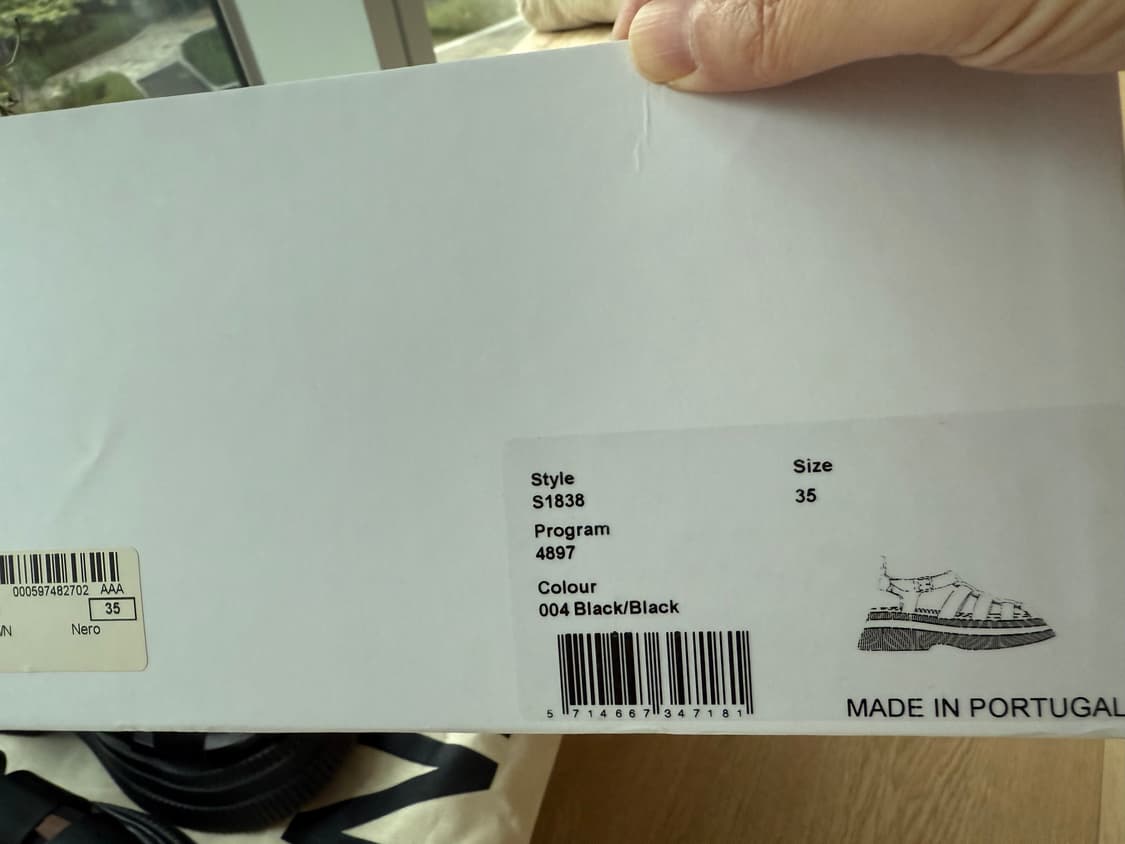 Style
S1838
Size
35
Program
4897
Colour
004 Black/Black
5 714667 347181
MADE IN PORTUGAL
000597482702 AAA
35
Nero